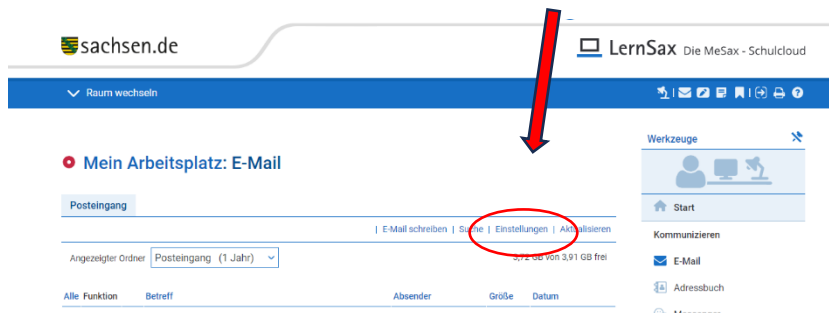 sachsen.de
LernSax Die MeSax - Schulcloud
Raum wechseln
Werkzeuge
Mein Arbeitsplatz: E-Mail
Posteingang
Start
| E-Mail schreiben | Suche | Einstellungen | Aktualisieren
Kommunizieren
Angezeigter Ordner Posteingang (1 Jahr)
3,72 GB von 3,91 GB frei
E-Mail
Adressbuch
Alle Funktion Betreff Absender Größe Datum